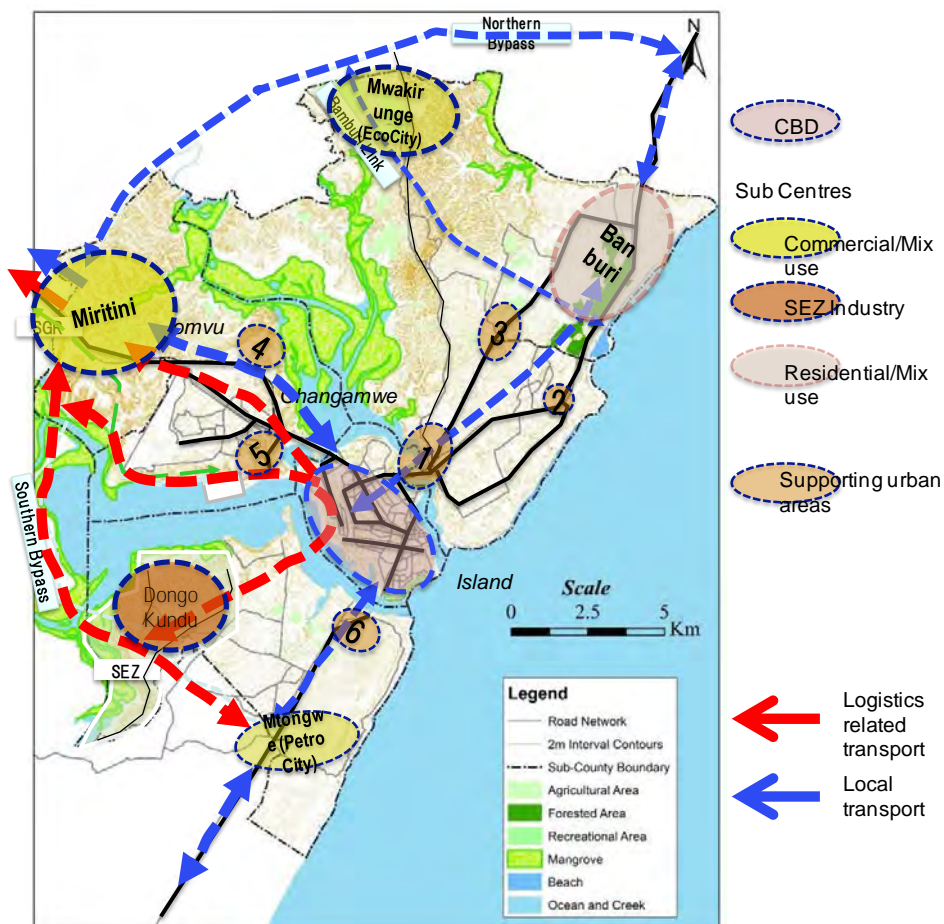 Northern
Bypass
N
Mwakir
unge
(EcoCity)
Bamburi Link
Ban
buri
Miritini
SGR
omvu
4
3
Changamwe
2
1
5
Southern Bypass
Island
Dongo
Kundu
6
SEZ
Mtongw
e (Petro
City)
Scale
0 2.5 5
Km
Legend
Road Network
2m Interval Contours
Sub-County Boundary
Agricultural Area
Forested Area
Recreational Area
Mangrove
Beach
Ocean and Creek
CBD
Sub Centres
Commercial/Mix
use
SEZ Industry
Residential/Mix
use
Supporting urban
areas
Logistics
related
transport
Local
transport